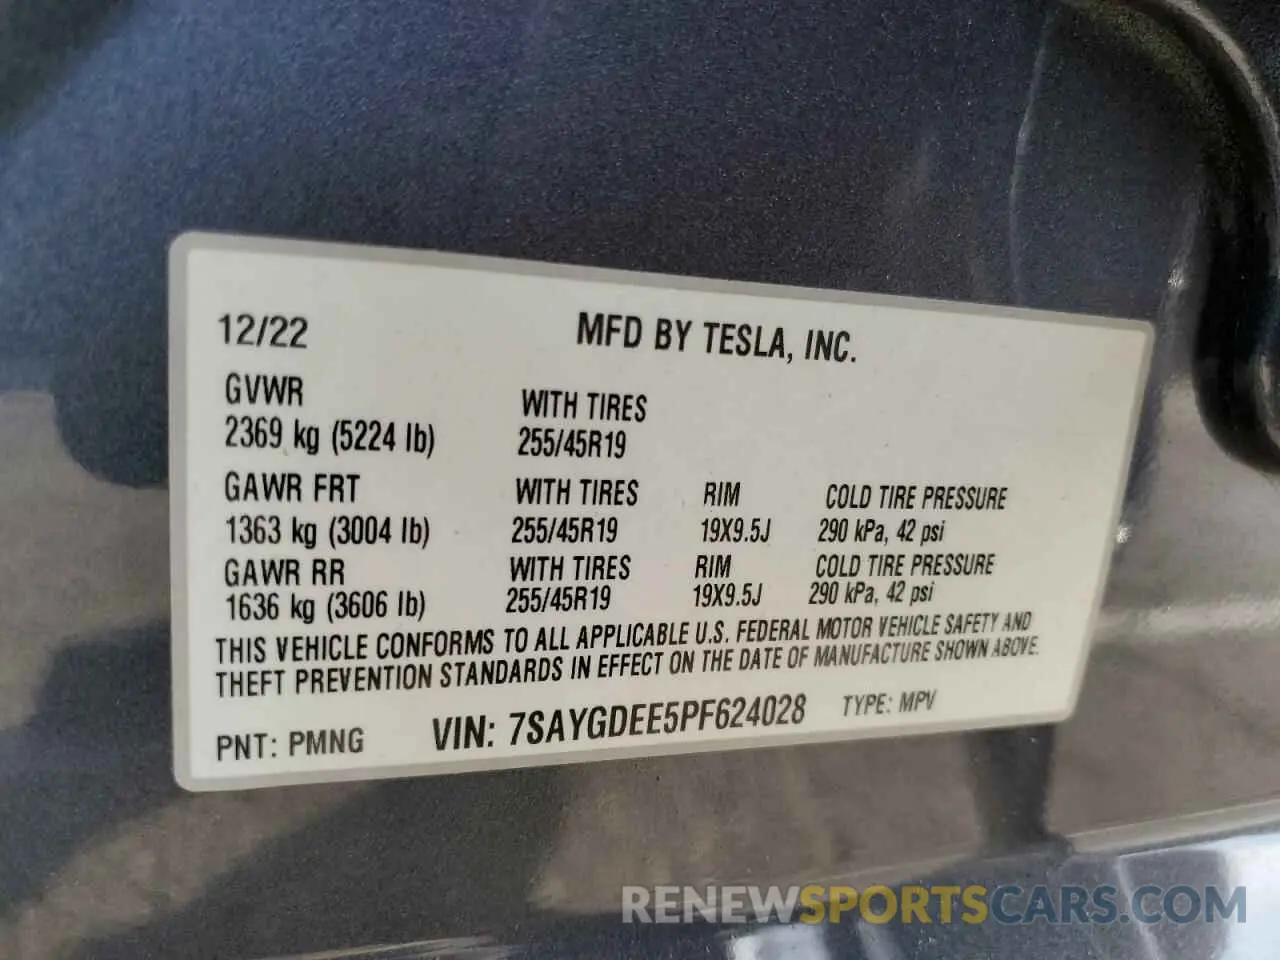 12/22 MFD BY TESLA, INC.
GVWR WITH TIRES
2369 kg (5224 lb) 255/45R19
GAWR FRT WITH TIRES RIM COLD TIRE PRESSURE
1363 kg (3004 lb) 255/45R19 19X9.5J 290 kPa, 42 psi
GAWR RR WITH TIRES RIM COLD TIRE PRESSURE
1636 kg (3606 lb) 255/45R19 19X9.5J 290 kPa, 42 psi
THIS VEHICLE CONFORMS TO ALL APPLICABLE U.S. FEDERAL MOTOR VEHICLE SAFETY AND
THEFT PREVENTION STANDARDS IN EFFECT ON THE DATE OF MANUFACTURE SHOWN ABOVE.
PNT: PMNG VIN: 7SAYGDEE5PF624028 TYPE: MPV
RENEWSPORTSCARS.COM